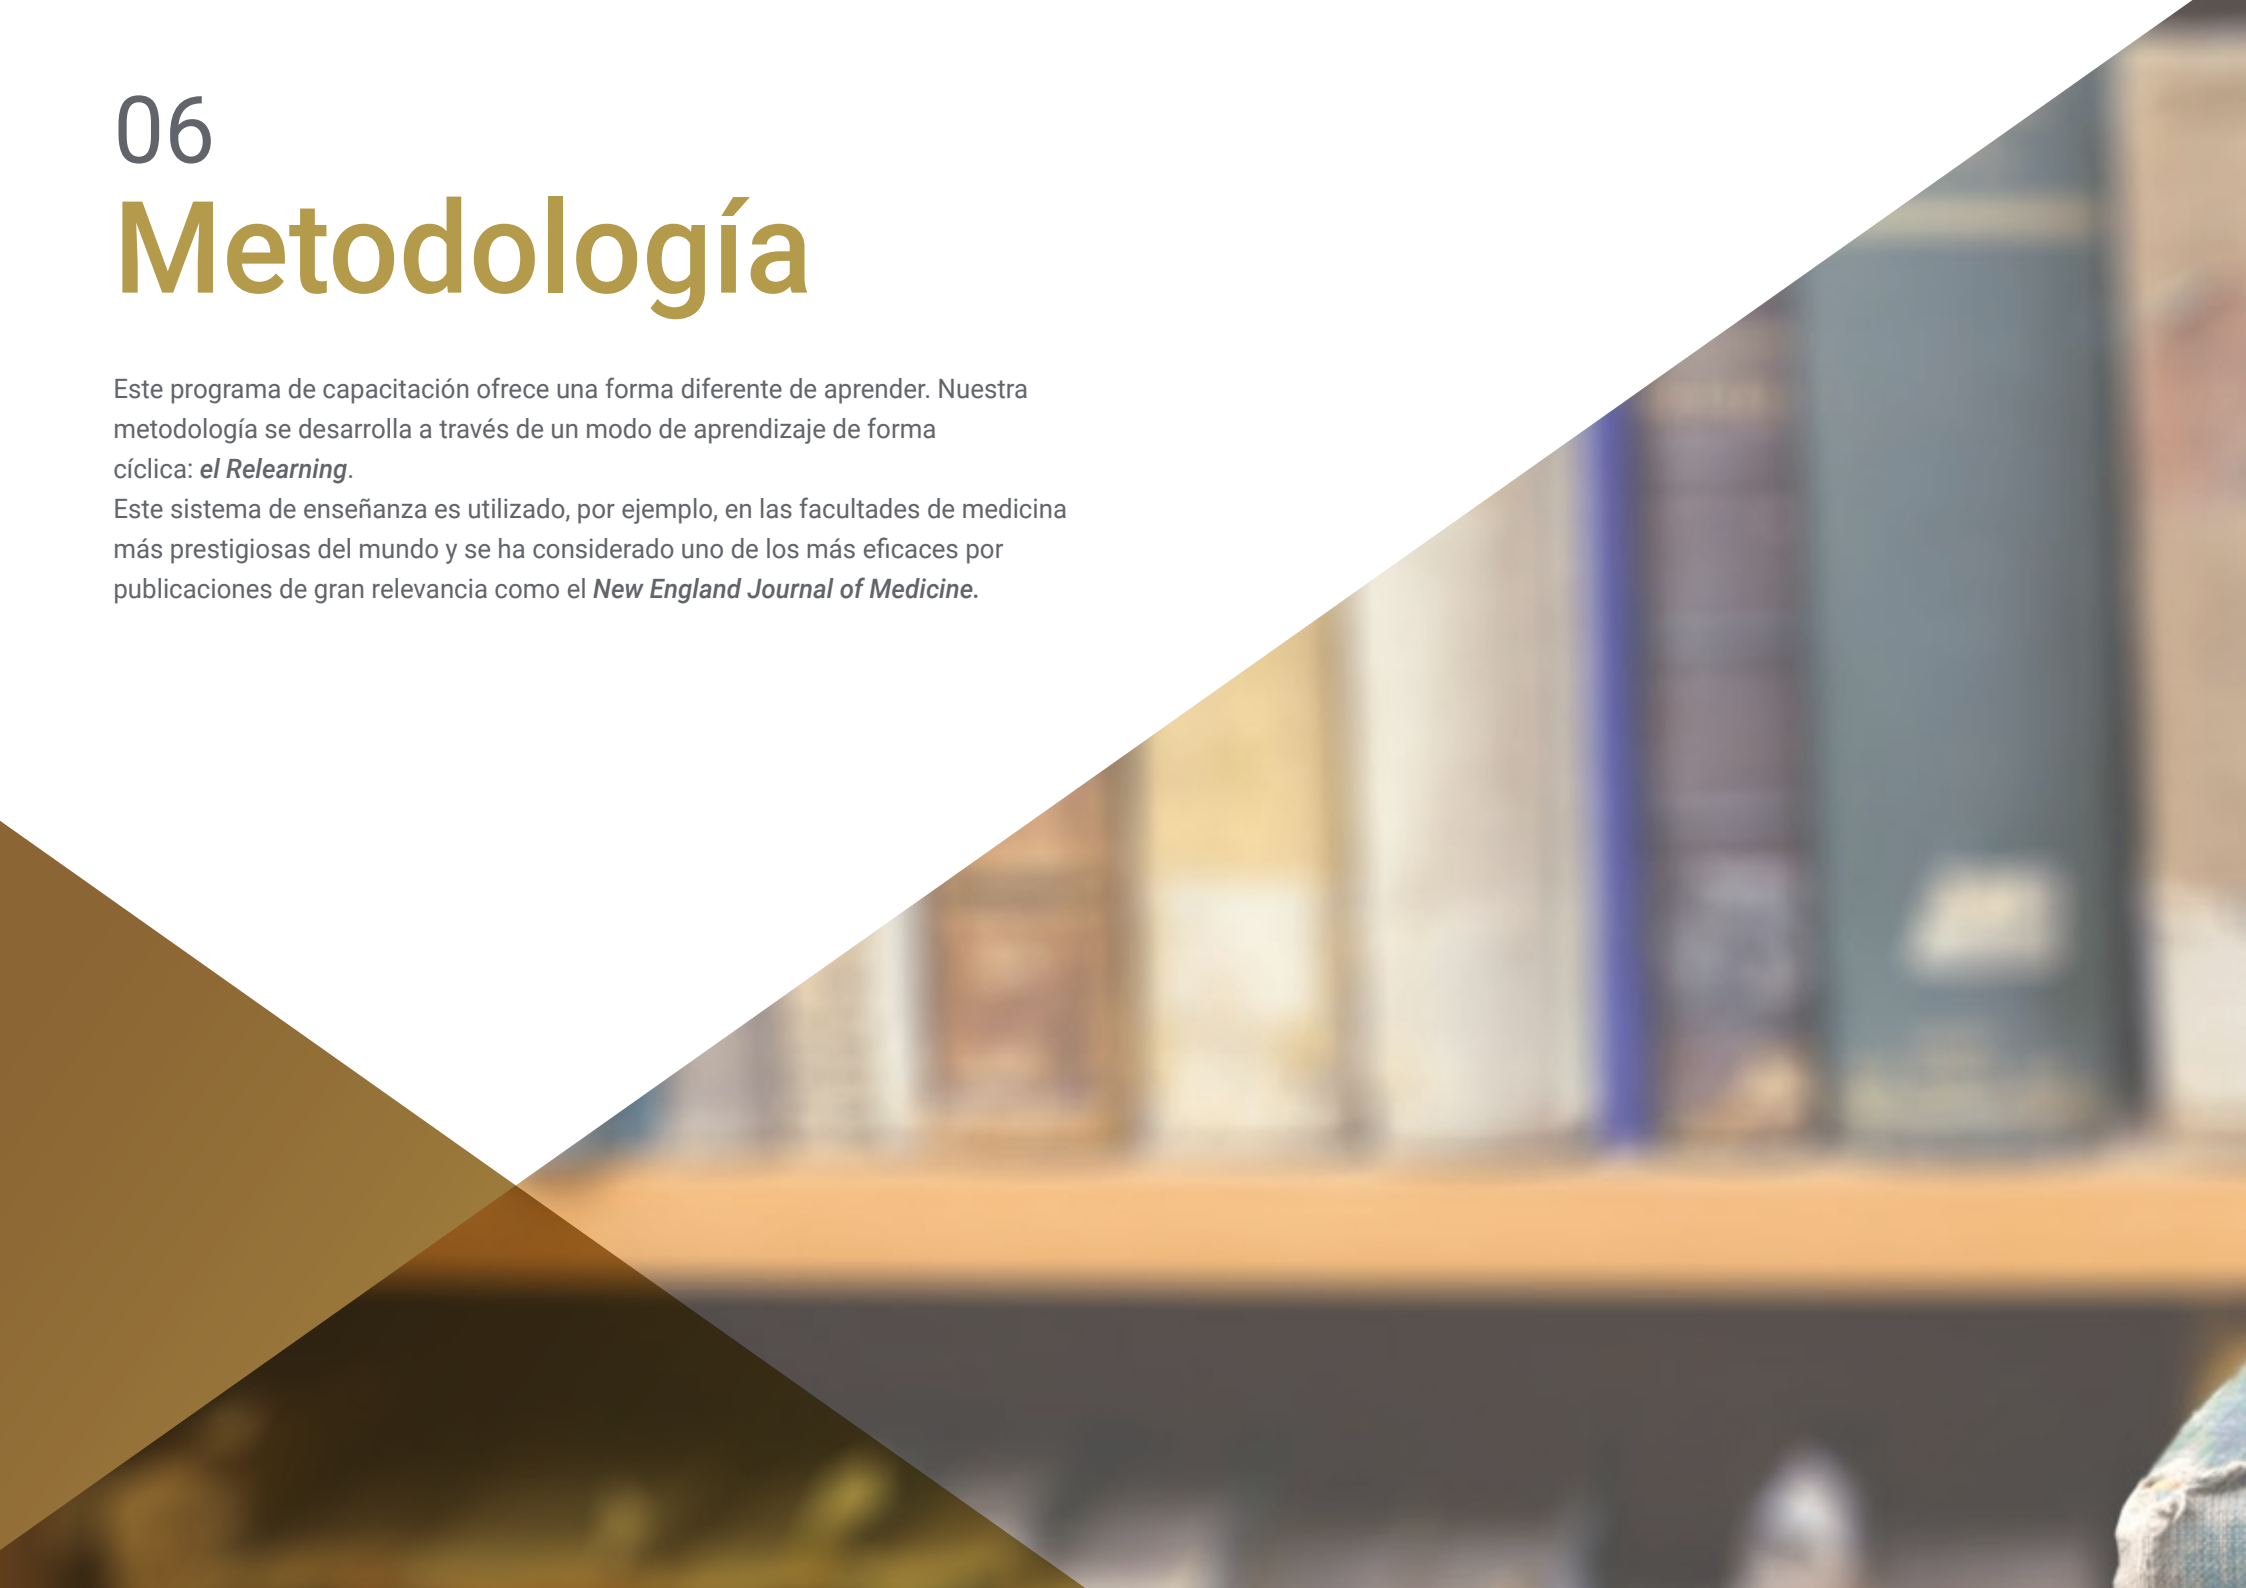 06
Metodología
Este programa de capacitación ofrece una forma diferente de aprender. Nuestra
metodología se desarrolla a través de un modo de aprendizaje de forma
cíclica: el Relearning.
Este sistema de enseñanza es utilizado, por ejemplo, en las facultades de medicina
más prestigiosas del mundo y se ha considerado uno de los más eficaces por
publicaciones de gran relevancia como el New England Journal of Medicine.